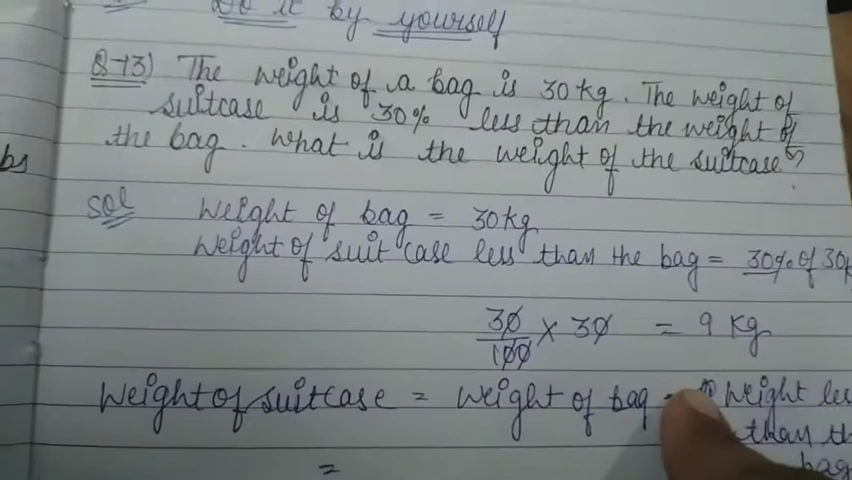 Do it by yourself
Q-13) The weight of a bag is 30 kg. The weight of
suitcase is 30% less than the weight of
the bag. What is the weight of the suitcase?
bs
Sol Weight of bag = 30 kg
Weight of suit case less than the bag = 30% of 30
30/100 × 30 = 9 kg
Weight of suitcase = weight of bag - weight les
than th
bag
=